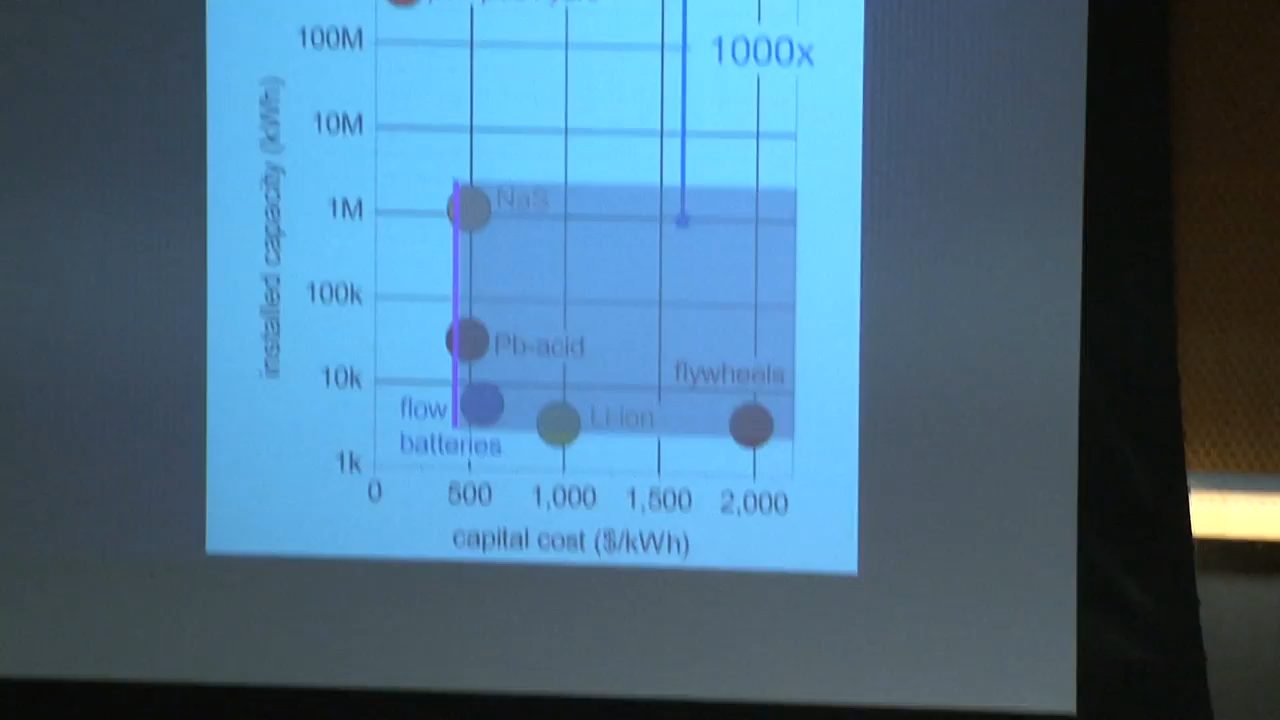 100M
1000x
10M
installed capacity (kWh)
1M
NaS
100k
Pb-acid
flywheels
10k
flow
batteries
Li-ion
1k
0
500
1,000
1,500
2,000
capital cost ($/kWh)